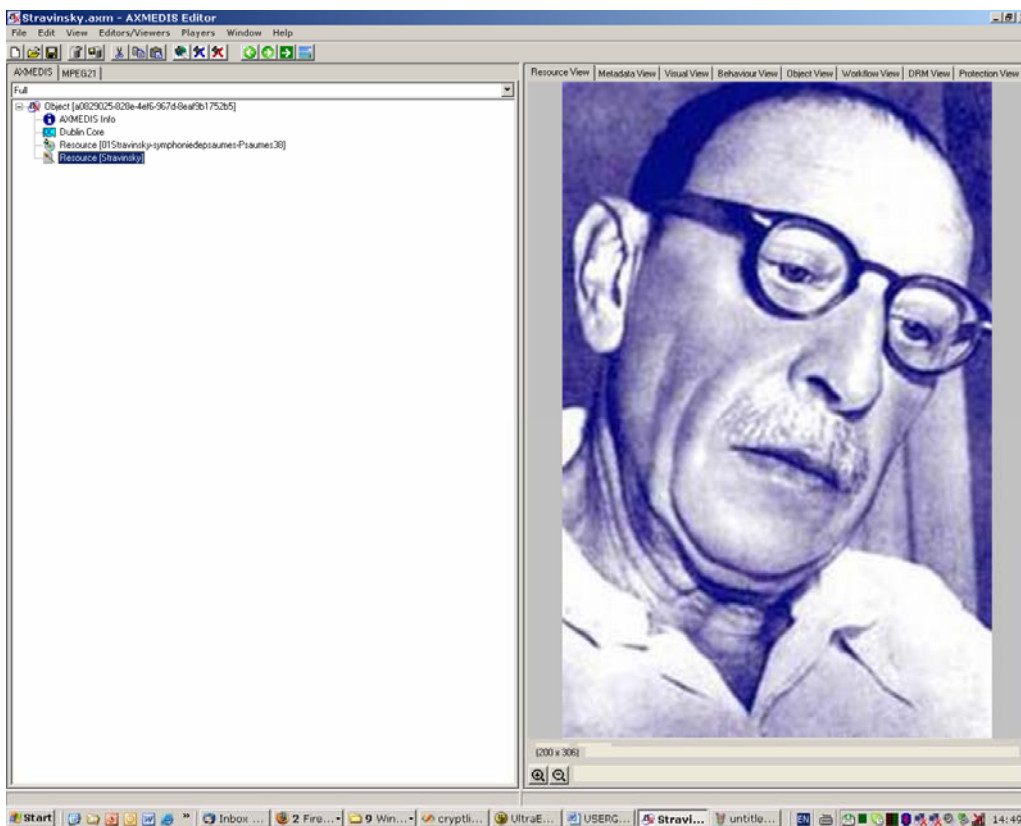 Stravinsky.axm - AXMEDIS Editor
File Edit View Editors/Viewers Players Window Help
AXMEDIS MPEG21
Full
Object [a0829025-828e-4ef6-967d-8eaf9b1752b5]
AXMEDIS Info
Dublin Core
Resource [01Stravinsky-symphoniedepsaumes-Psaumes38]
Resource [Stravinsky]
Resource View Metadata View Visual View Behaviour View Object View Workflow View DRM View Protection View
(200 x 306)
Start Inbox ... 2 Fire... 9 Win... cryptli... UltraE... USERG... Stravi... untitle... EN 14:49